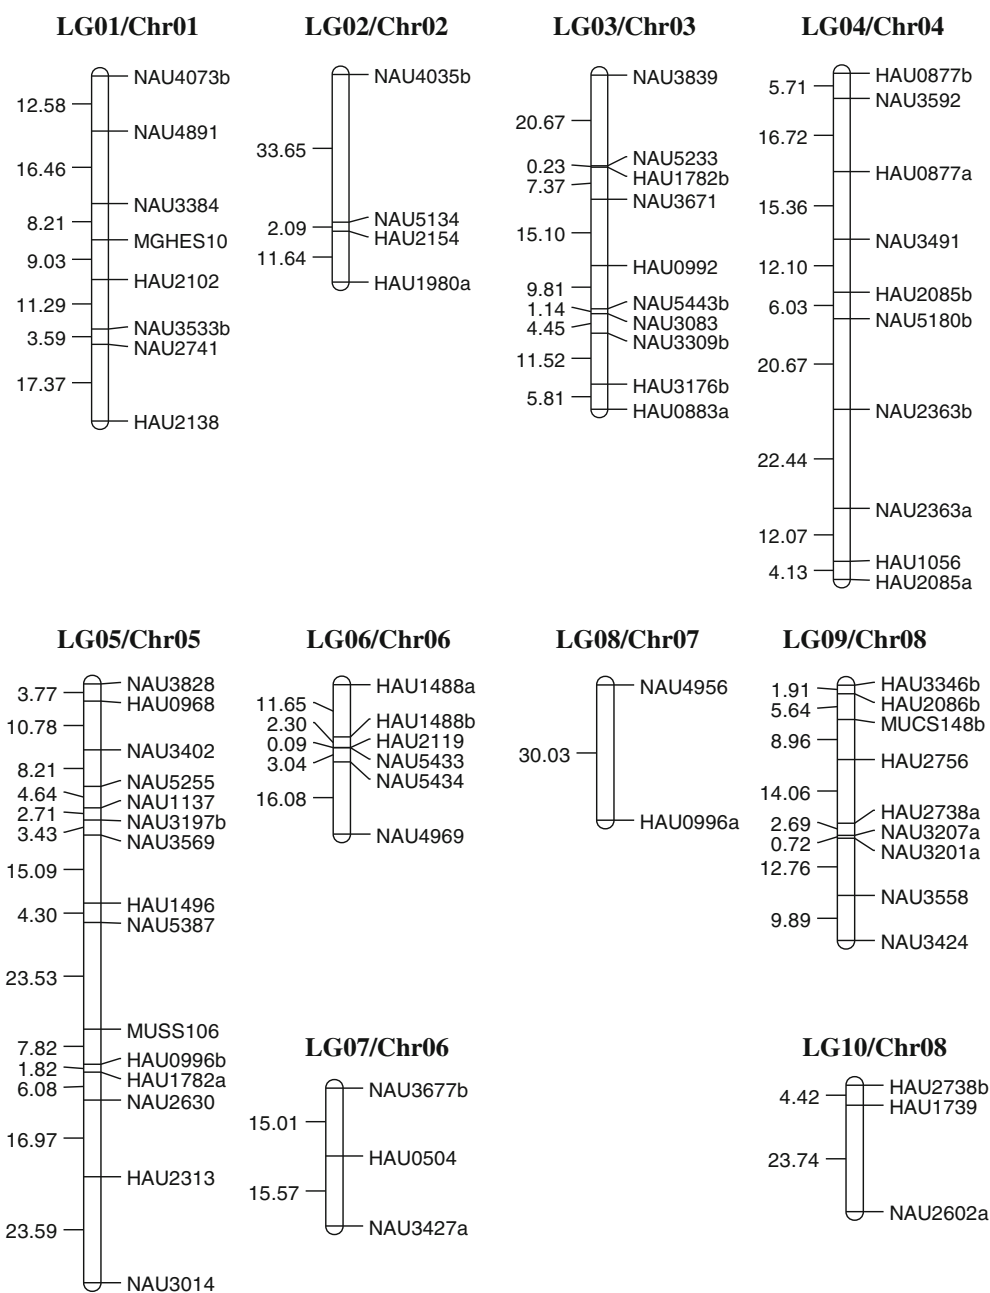 LG01/Chr01
NAU4073b
12.58
NAU4891
16.46
NAU3384
8.21
MGHES10
9.03
HAU2102
11.29
NAU3533b
3.59
NAU2741
17.37
HAU2138
LG02/Chr02
NAU4035b
33.65
NAU5134
2.09
HAU2154
11.64
HAU1980a
LG03/Chr03
NAU3839
20.67
NAU5233
0.23
HAU1782b
7.37
NAU3671
15.10
HAU0992
9.81
NAU5443b
1.14
NAU3083
4.45
NAU3309b
11.52
HAU3176b
5.81
HAU0883a
LG04/Chr04
HAU0877b
5.71
NAU3592
16.72
HAU0877a
15.36
NAU3491
12.10
HAU2085b
6.03
NAU5180b
20.67
NAU2363b
22.44
NAU2363a
12.07
HAU1056
4.13
HAU2085a
LG05/Chr05
NAU3828
3.77
HAU0968
10.78
NAU3402
8.21
NAU5255
4.64
NAU1137
2.71
NAU3197b
3.43
NAU3569
15.09
HAU1496
4.30
NAU5387
23.53
MUSS106
7.82
HAU0996b
1.82
HAU1782a
6.08
NAU2630
16.97
HAU2313
23.59
NAU3014
LG06/Chr06
HAU1488a
11.65
HAU1488b
2.30
HAU2119
0.09
NAU5433
3.04
NAU5434
16.08
NAU4969
LG08/Chr07
NAU4956
30.03
HAU0996a
LG09/Chr08
HAU3346b
1.91
HAU2086b
5.64
MUCS148b
8.96
HAU2756
14.06
HAU2738a
2.69
NAU3207a
0.72
NAU3201a
12.76
NAU3558
9.89
NAU3424
LG07/Chr06
NAU3677b
15.01
HAU0504
15.57
NAU3427a
LG10/Chr08
HAU2738b
4.42
HAU1739
23.74
NAU2602a